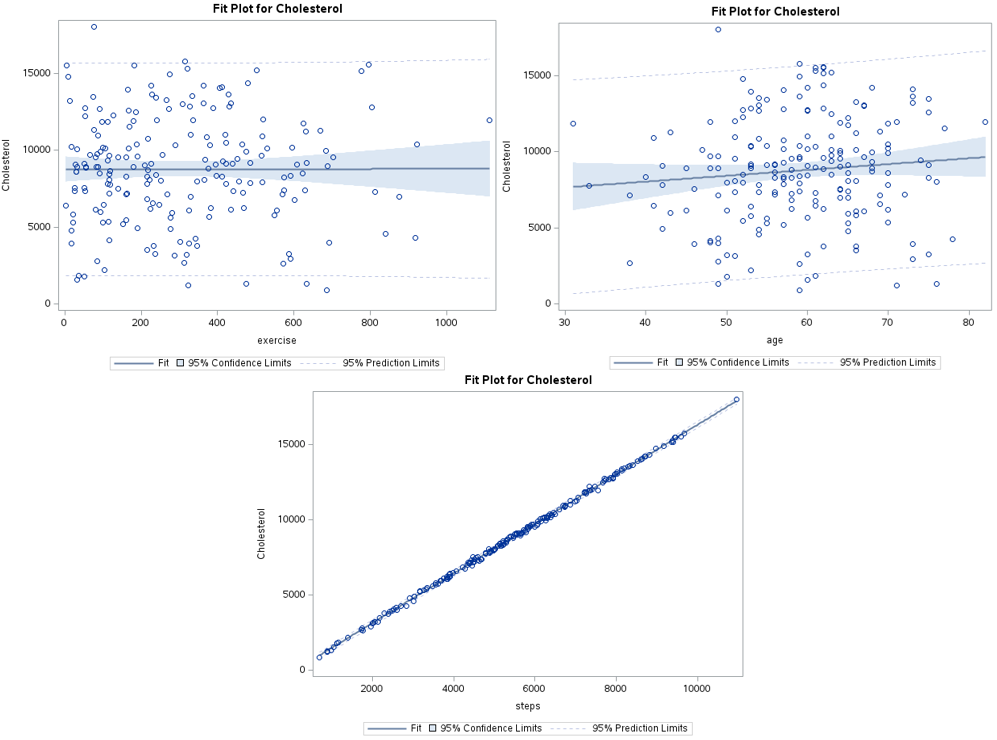 Fit Plot for Cholesterol
15000
10000
5000
0
Cholesterol
0 200 400 600 800 1000
exercise
Fit 95% Confidence Limits 95% Prediction Limits
Fit Plot for Cholesterol
15000
10000
5000
0
Cholesterol
30 40 50 60 70 80
age
Fit 95% Confidence Limits 95% Prediction Limits
Fit Plot for Cholesterol
15000
10000
5000
0
Cholesterol
2000 4000 6000 8000 10000
steps
Fit 95% Confidence Limits 95% Prediction Limits